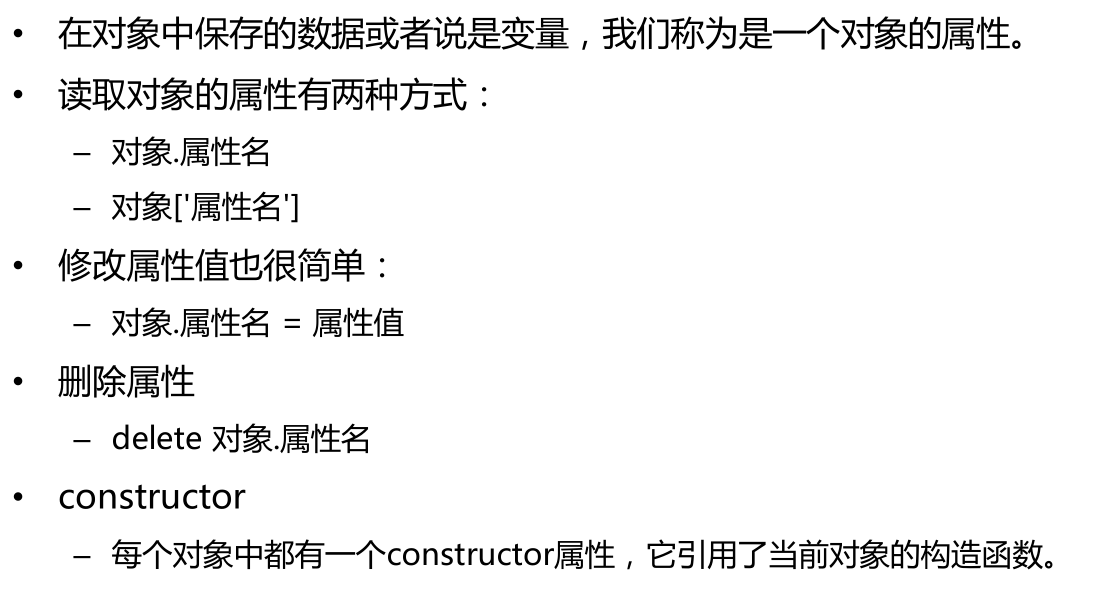 • 在对象中保存的数据或者说是变量，我们称为是一个对象的属性。
• 读取对象的属性有两种方式：
– 对象.属性名
– 对象['属性名']
• 修改属性值也很简单：
– 对象.属性名 = 属性值
• 删除属性
– delete 对象.属性名
• constructor
– 每个对象中都有一个constructor属性，它引用了当前对象的构造函数。